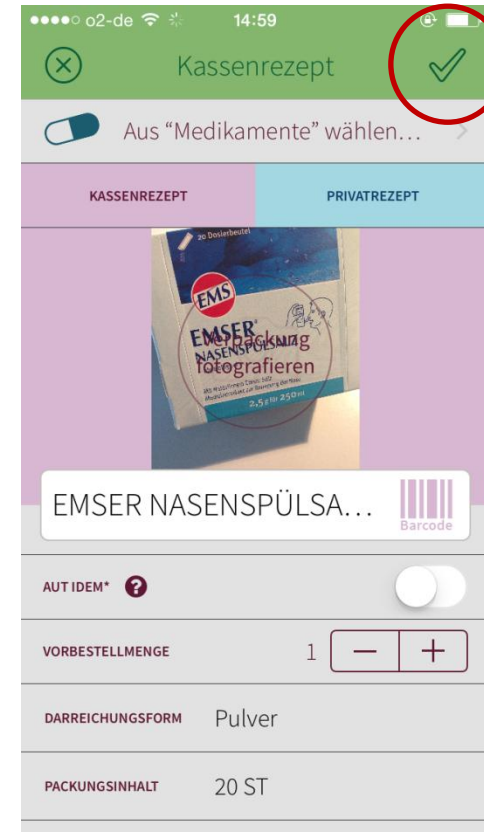 o2-de 14:59
Kassenrezept
Aus “Medikamente” wählen...
KASSENREZEPT PRIVATREZEPT
20 Dosierbeutel
EMS
EMSER®
NASENSPÜLSALZ
Verpackung
fotografieren
2,5 g für 250 ml
EMSER NASENSPÜLSA...
Barcode
AUT IDEM* ?
VORBESTELLMENGE 1 − +
DARREICHUNGSFORM Pulver
PACKUNGSINHALT 20 ST